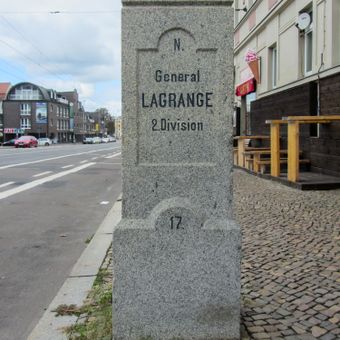 N.
General
LAGRANGE
2. Division
17.